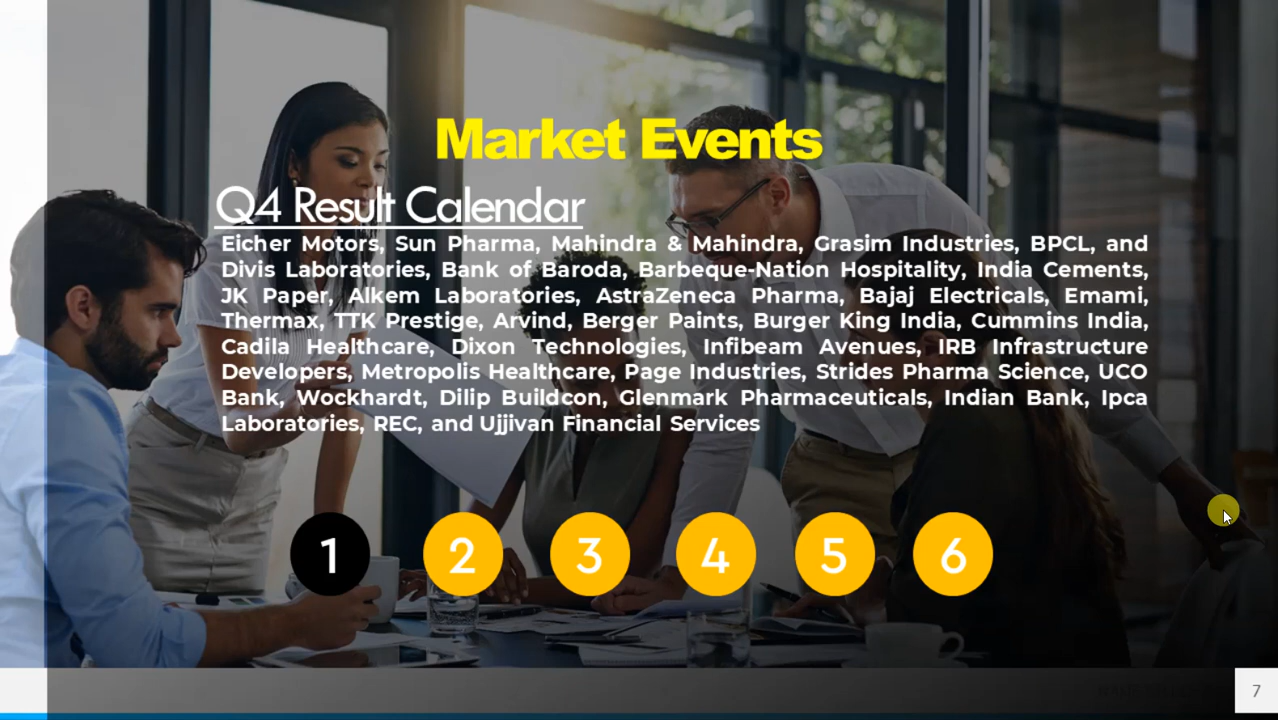 Market Events
Q4 Result Calendar
Eicher Motors, Sun Pharma, Mahindra & Mahindra, Grasim Industries, BPCL, and
Divis Laboratories, Bank of Baroda, Barbeque-Nation Hospitality, India Cements,
JK Paper, Alkem Laboratories, AstraZeneca Pharma, Bajaj Electricals, Emami,
Thermax, TTK Prestige, Arvind, Berger Paints, Burger King India, Cummins India,
Cadila Healthcare, Dixon Technologies, Infibeam Avenues, IRB Infrastructure
Developers, Metropolis Healthcare, Page Industries, Strides Pharma Science, UCO
Bank, Wockhardt, Dilip Buildcon, Glenmark Pharmaceuticals, Indian Bank, Ipca
Laboratories, REC, and Ujjivan Financial Services
1 2 3 4 5 6
7